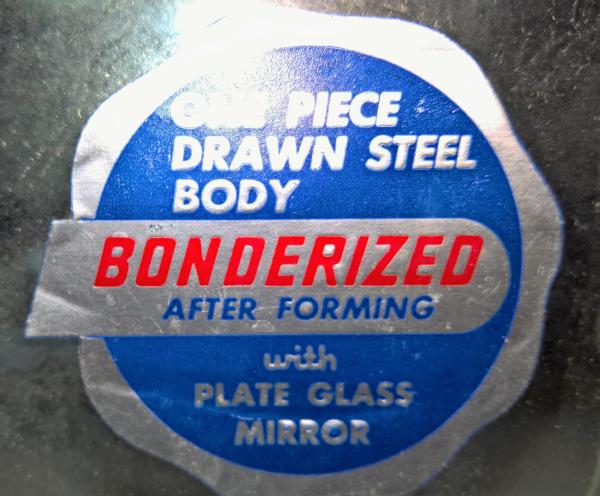 ONE PIECE
DRAWN STEEL
BODY
BONDERIZED
AFTER FORMING
with
PLATE GLASS
MIRROR